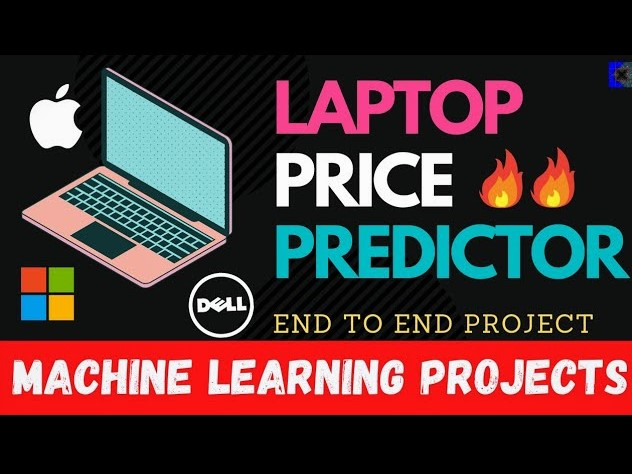 LAPTOP
PRICE
PREDICTOR
DELL
END TO END PROJECT
MACHINE LEARNING PROJECTS